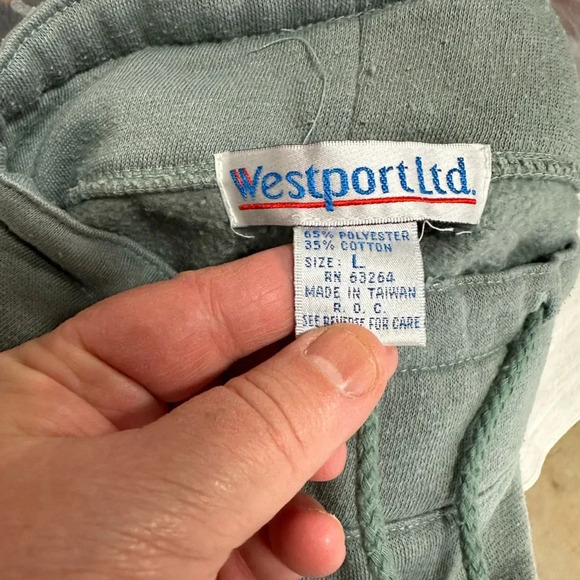 Westport Ltd.
65% POLYESTER
35% COTTON
SIZE: L
RN 63264
MADE IN TAIWAN
R. O. C.
SEE REVERSE FOR CARE